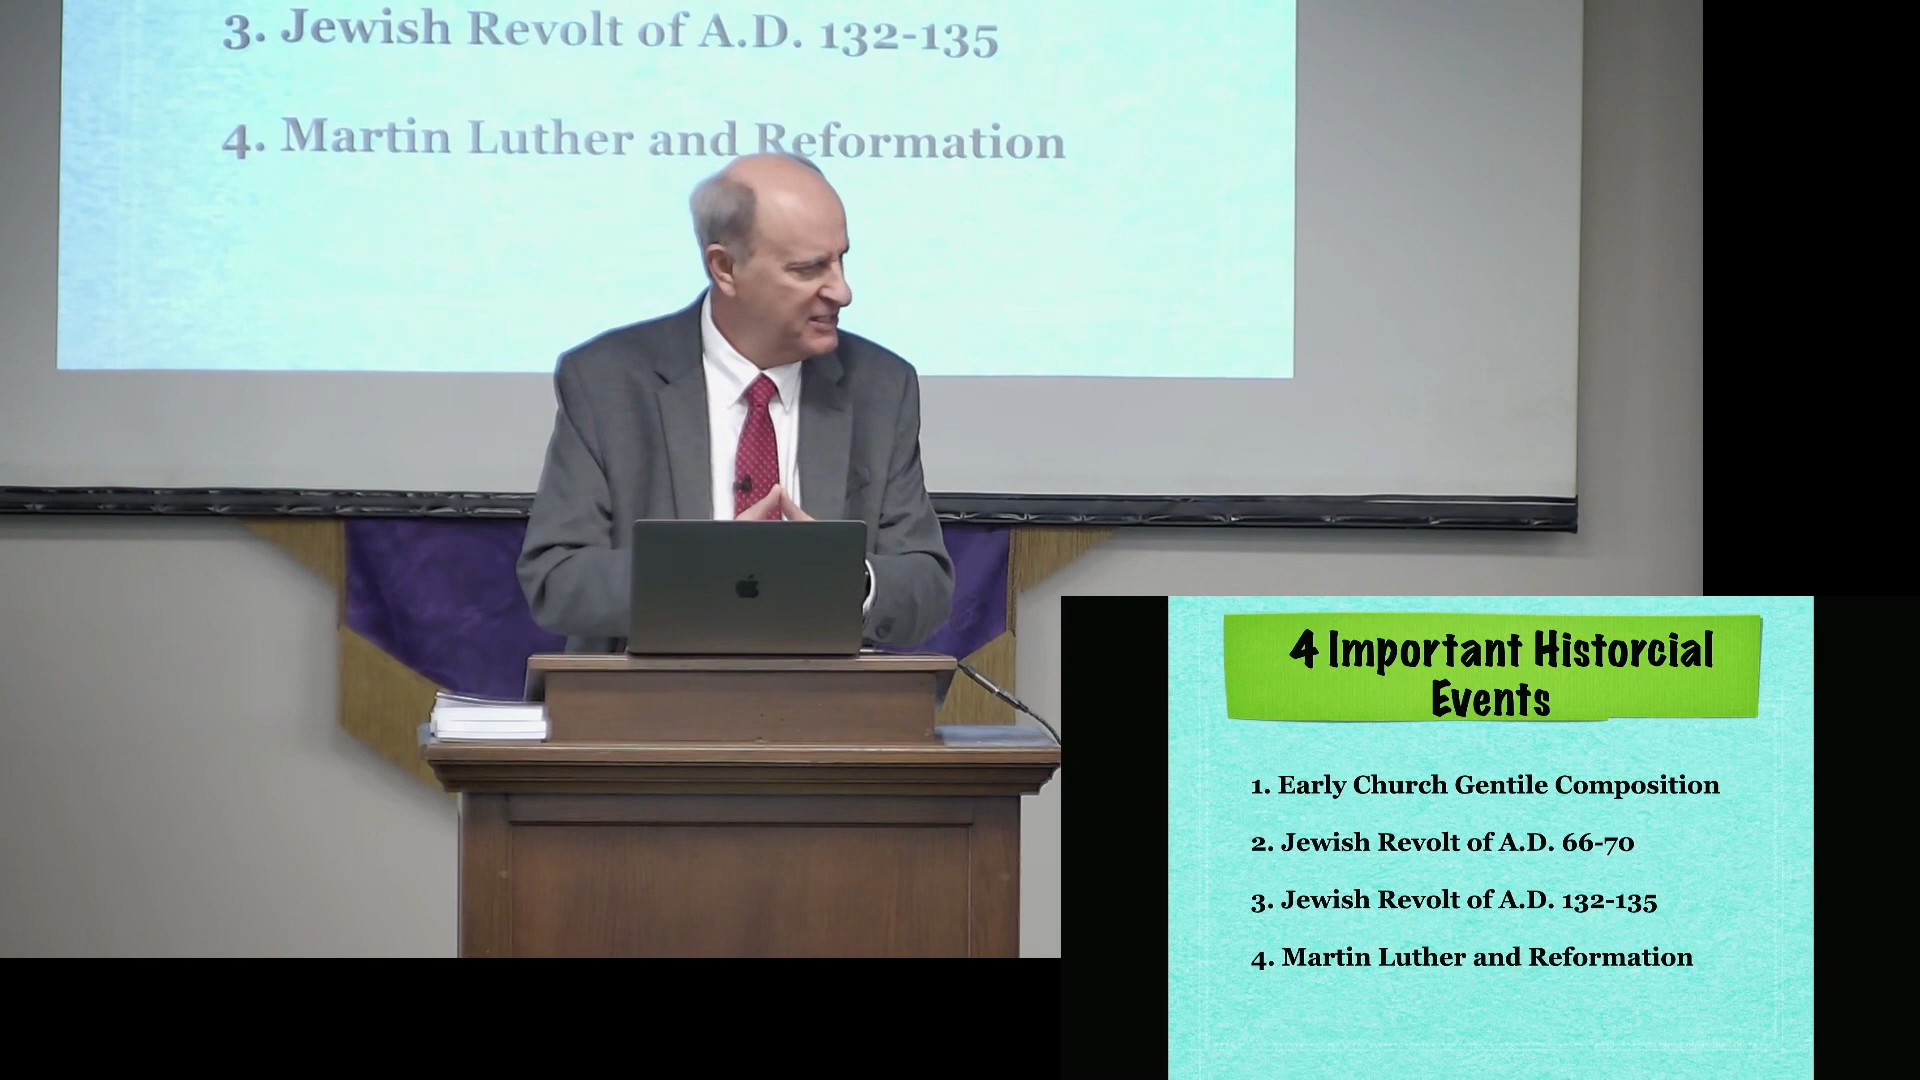 3. Jewish Revolt of A.D. 132-135
4. Martin Luther and Reformation
4 Important Historcial
Events
1. Early Church Gentile Composition
2. Jewish Revolt of A.D. 66-70
3. Jewish Revolt of A.D. 132-135
4. Martin Luther and Reformation